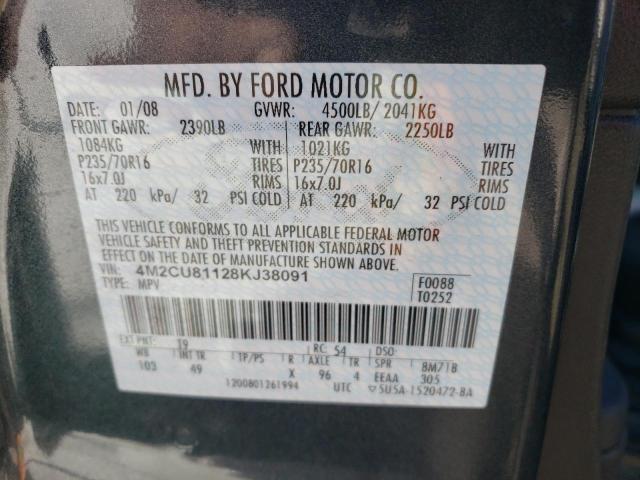 MFD. BY FORD MOTOR CO.
DATE: 01/08 GVWR: 4500LB/ 2041KG
FRONT GAWR: 2390LB REAR GAWR: 2250LB
1084KG WITH 1021KG WITH
P235/70R16 TIRES P235/70R16 TIRES
16x7.0J RIMS 16x7.0J RIMS
AT 220 kPa/ 32 PSI COLD AT 220 kPa/ 32 PSI COLD
THIS VEHICLE CONFORMS TO ALL APPLICABLE FEDERAL MOTOR
VEHICLE SAFETY AND THEFT PREVENTION STANDARDS IN
EFFECT ON THE DATE OF MANUFACTURE SHOWN ABOVE.
VIN: 4M2CU81128KJ38091 F0088
TYPE: MPV T0252
EXT PNT: T9 RC: 54 DSO:
WB INT TR TP/PS R AXLE TR SPR 8M71B
103 49 X 96 4 EEAA 305
1200801261994 UTC 5U5A-1520472-BA